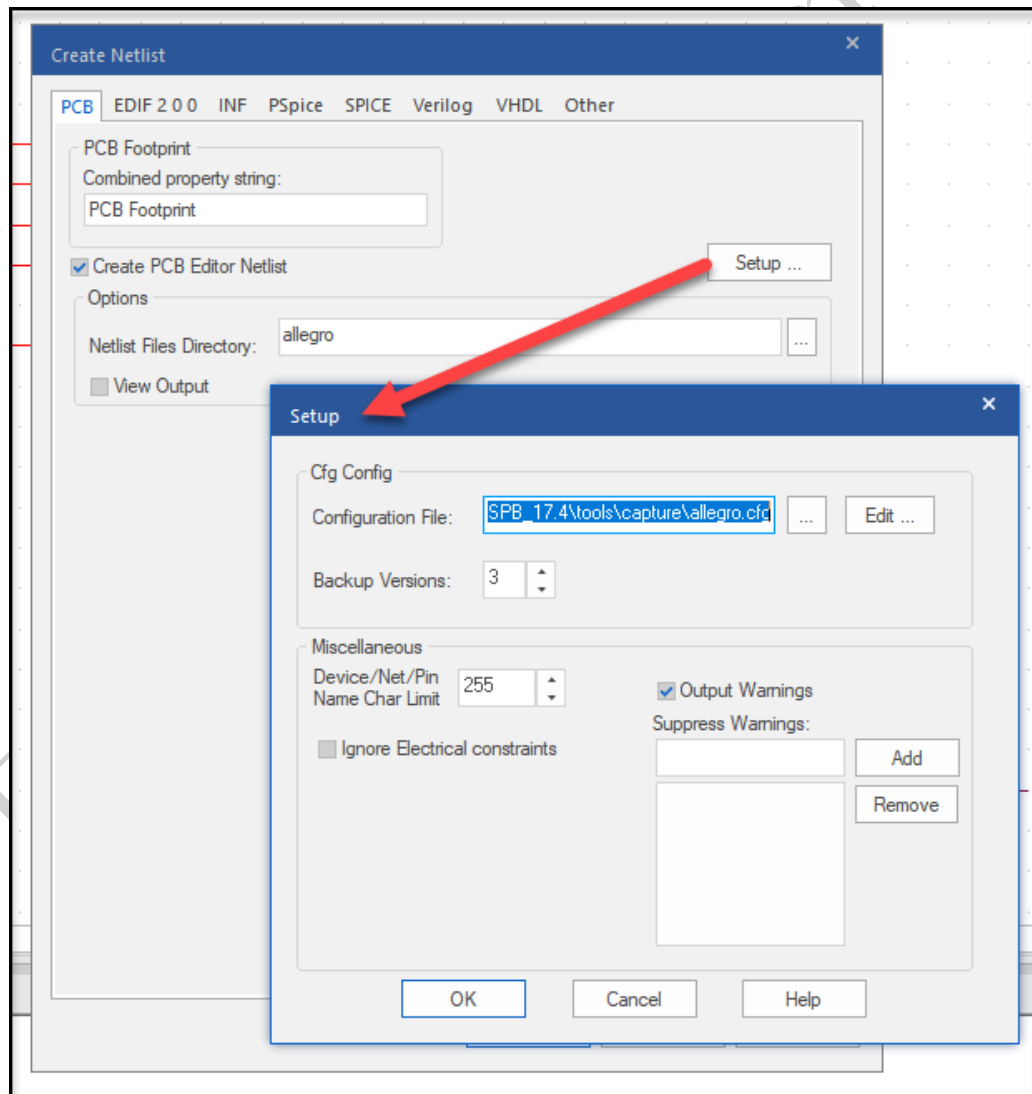 Create Netlist
PCB EDIF 2 0 0 INF PSpice SPICE Verilog VHDL Other
PCB Footprint
Combined property string:
PCB Footprint
Create PCB Editor Netlist
Setup ...
Options
Netlist Files Directory:
allegro
...
View Output
Setup
Cfg Config
Configuration File:
SPB_17.4\tools\capture\allegro.cfg
...
Edit ...
Backup Versions:
3
Miscellaneous
Device/Net/Pin
Name Char Limit
255
Output Warnings
Suppress Warnings:
Ignore Electrical constraints
Add
Remove
OK
Cancel
Help